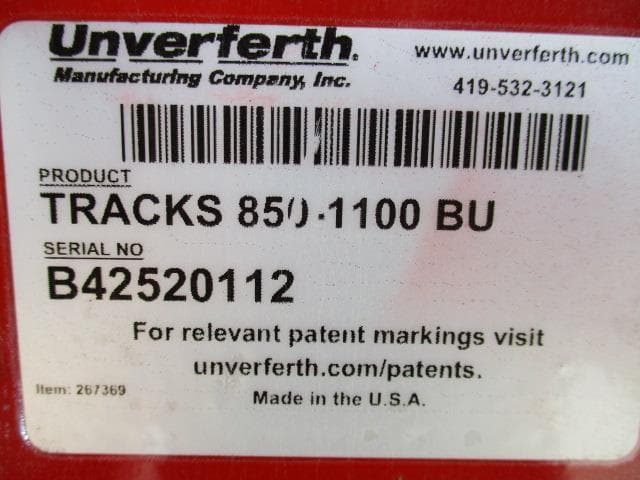 Unverferth®
www.unverferth.com
Manufacturing Company, Inc.
419-532-3121
PRODUCT
TRACKS 850-1100 BU
SERIAL NO
B42520112
For relevant patent markings visit
unverferth.com/patents.
Item: 267369
Made in the U.S.A.